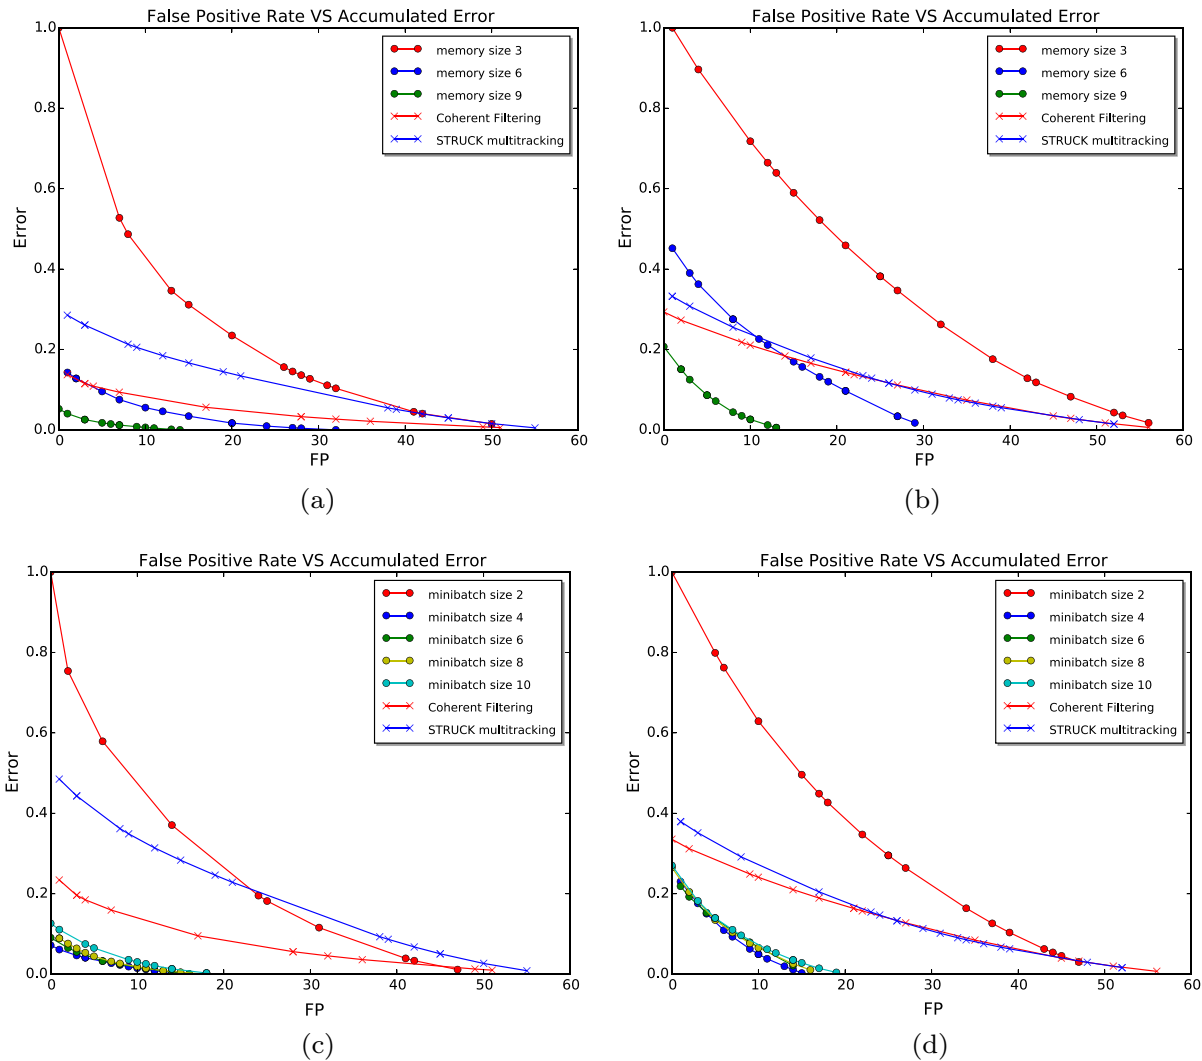 False Positive Rate VS Accumulated Error
1.0
0.8
0.6
0.4
0.2
0.0
Error
0 10 20 30 40 50 60
FP
memory size 3
memory size 6
memory size 9
Coherent Filtering
STRUCK multitracking
(a)
False Positive Rate VS Accumulated Error
1.0
0.8
0.6
0.4
0.2
0.0
Error
0 10 20 30 40 50 60
FP
memory size 3
memory size 6
memory size 9
Coherent Filtering
STRUCK multitracking
(b)
False Positive Rate VS Accumulated Error
1.0
0.8
0.6
0.4
0.2
0.0
Error
0 10 20 30 40 50 60
FP
minibatch size 2
minibatch size 4
minibatch size 6
minibatch size 8
minibatch size 10
Coherent Filtering
STRUCK multitracking
(c)
False Positive Rate VS Accumulated Error
1.0
0.8
0.6
0.4
0.2
0.0
Error
0 10 20 30 40 50 60
FP
minibatch size 2
minibatch size 4
minibatch size 6
minibatch size 8
minibatch size 10
Coherent Filtering
STRUCK multitracking
(d)